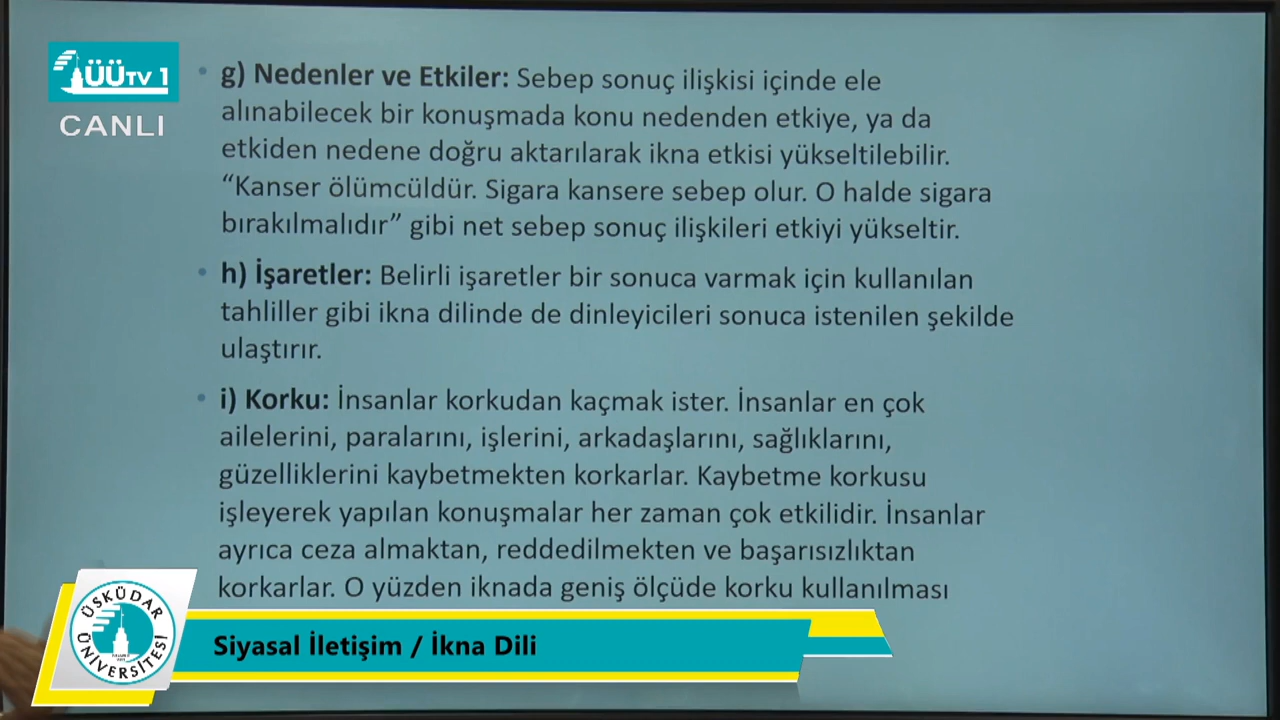 ÜÜTV 1
CANLI
• g) Nedenler ve Etkiler: Sebep sonuç ilişkisi içinde ele
alınabilecek bir konuşmada konu nedenden etkiye, ya da
etkiden nedene doğru aktarılarak ikna etkisi yükseltilebilir.
“Kanser ölümcüldür. Sigara kansere sebep olur. O halde sigara
bırakılmalıdır” gibi net sebep sonuç ilişkileri etkiyi yükseltir.
• h) İşaretler: Belirli işaretler bir sonuca varmak için kullanılan
tahliller gibi ikna dilinde de dinleyicileri sonuca istenilen şekilde
ulaştırır.
• i) Korku: İnsanlar korkudan kaçmak ister. İnsanlar en çok
ailelerini, paralarını, işlerini, arkadaşlarını, sağlıklarını,
güzelliklerini kaybetmekten korkarlar. Kaybetme korkusu
işleyerek yapılan konuşmalar her zaman çok etkilidir. İnsanlar
ayrıca ceza almaktan, reddedilmekten ve başarısızlıktan
korkarlar. O yüzden iknada geniş ölçüde korku kullanılması
ÜSKÜDAR
ÜNİVERSİTESİ
Siyasal İletişim / İkna Dili